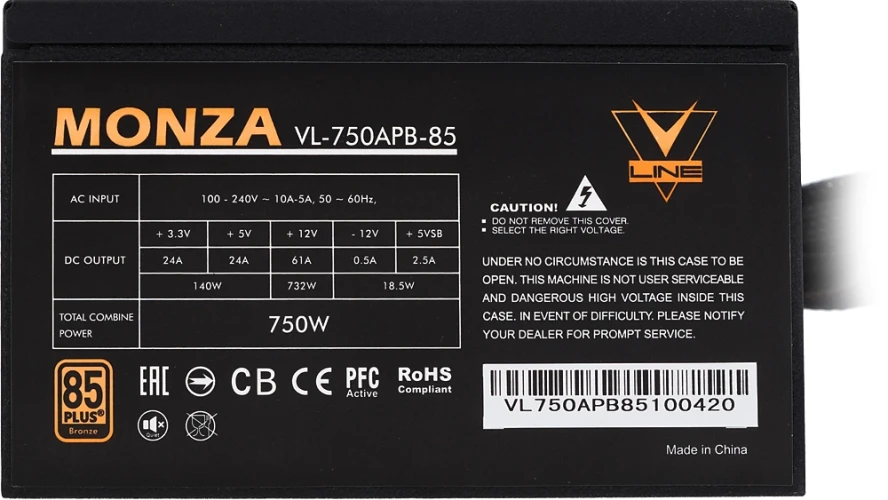 MONZA VL-750APB-85
AC INPUT 100 - 240V ~ 10A-5A, 50 ~ 60Hz,
DC OUTPUT
+ 3.3V + 5V + 12V - 12V + 5VSB
24A 24A 61A 0.5A 2.5A
140W 732W 18.5W
TOTAL COMBINE
POWER
750W
85
PLUS®
Bronze
EAC
CB CE
PFC
Active
RoHS
Compliant
Quiet
V
LINE
CAUTION!
▪ DO NOT REMOVE THIS COVER.
▪ SELECT THE RIGHT VOLTAGE.
UNDER NO CIRCUMSTANCE IS THIS CASE TO BE
OPEN. THIS MACHINE IS NOT USER SERVICEABLE
AND DANGEROUS HIGH VOLTAGE INSIDE THIS
CASE. IN EVENT OF DIFFICULTY. PLEASE NOTIFY
YOUR DEALER FOR PROMPT SERVICE.
VL750APB85100420
Made in China